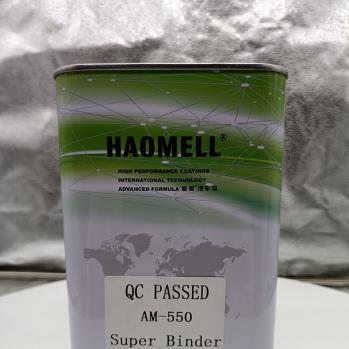 HAOMELL®
HIGH PERFORMANCE COATINGS
INTERNATIONAL TECHNOLOGY
ADVANCED FORMULA
QC PASSED
AM-550
Super Binder